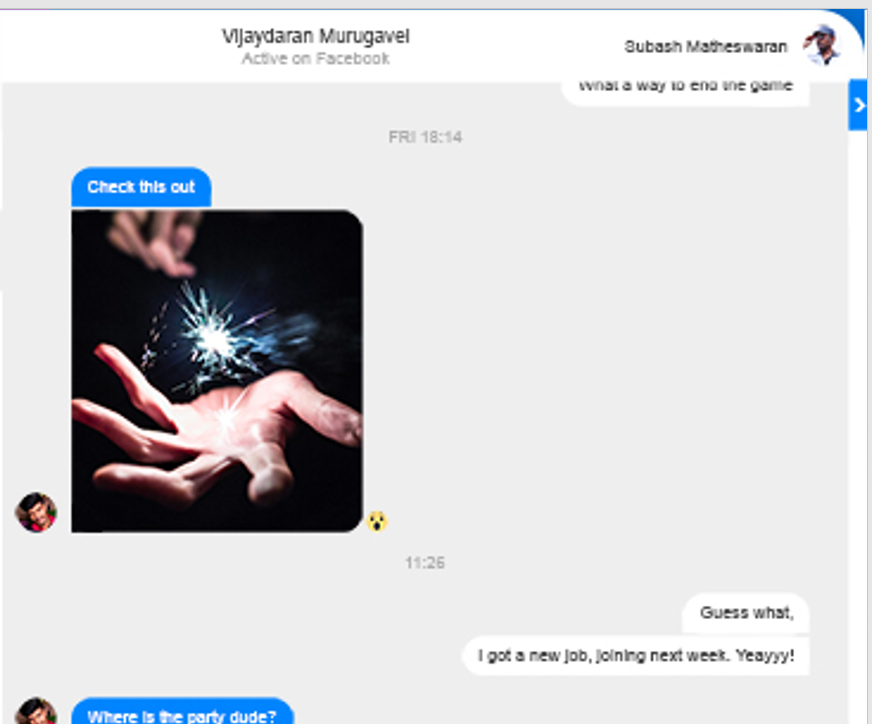 Vijaydaran Murugavel
Active on Facebook
Subash Matheswaran
What a way to end the game
FRI 18:14
Check this out
11:26
Guess what,
I got a new job, joining next week. Yeayyy!
Where is the party dude?